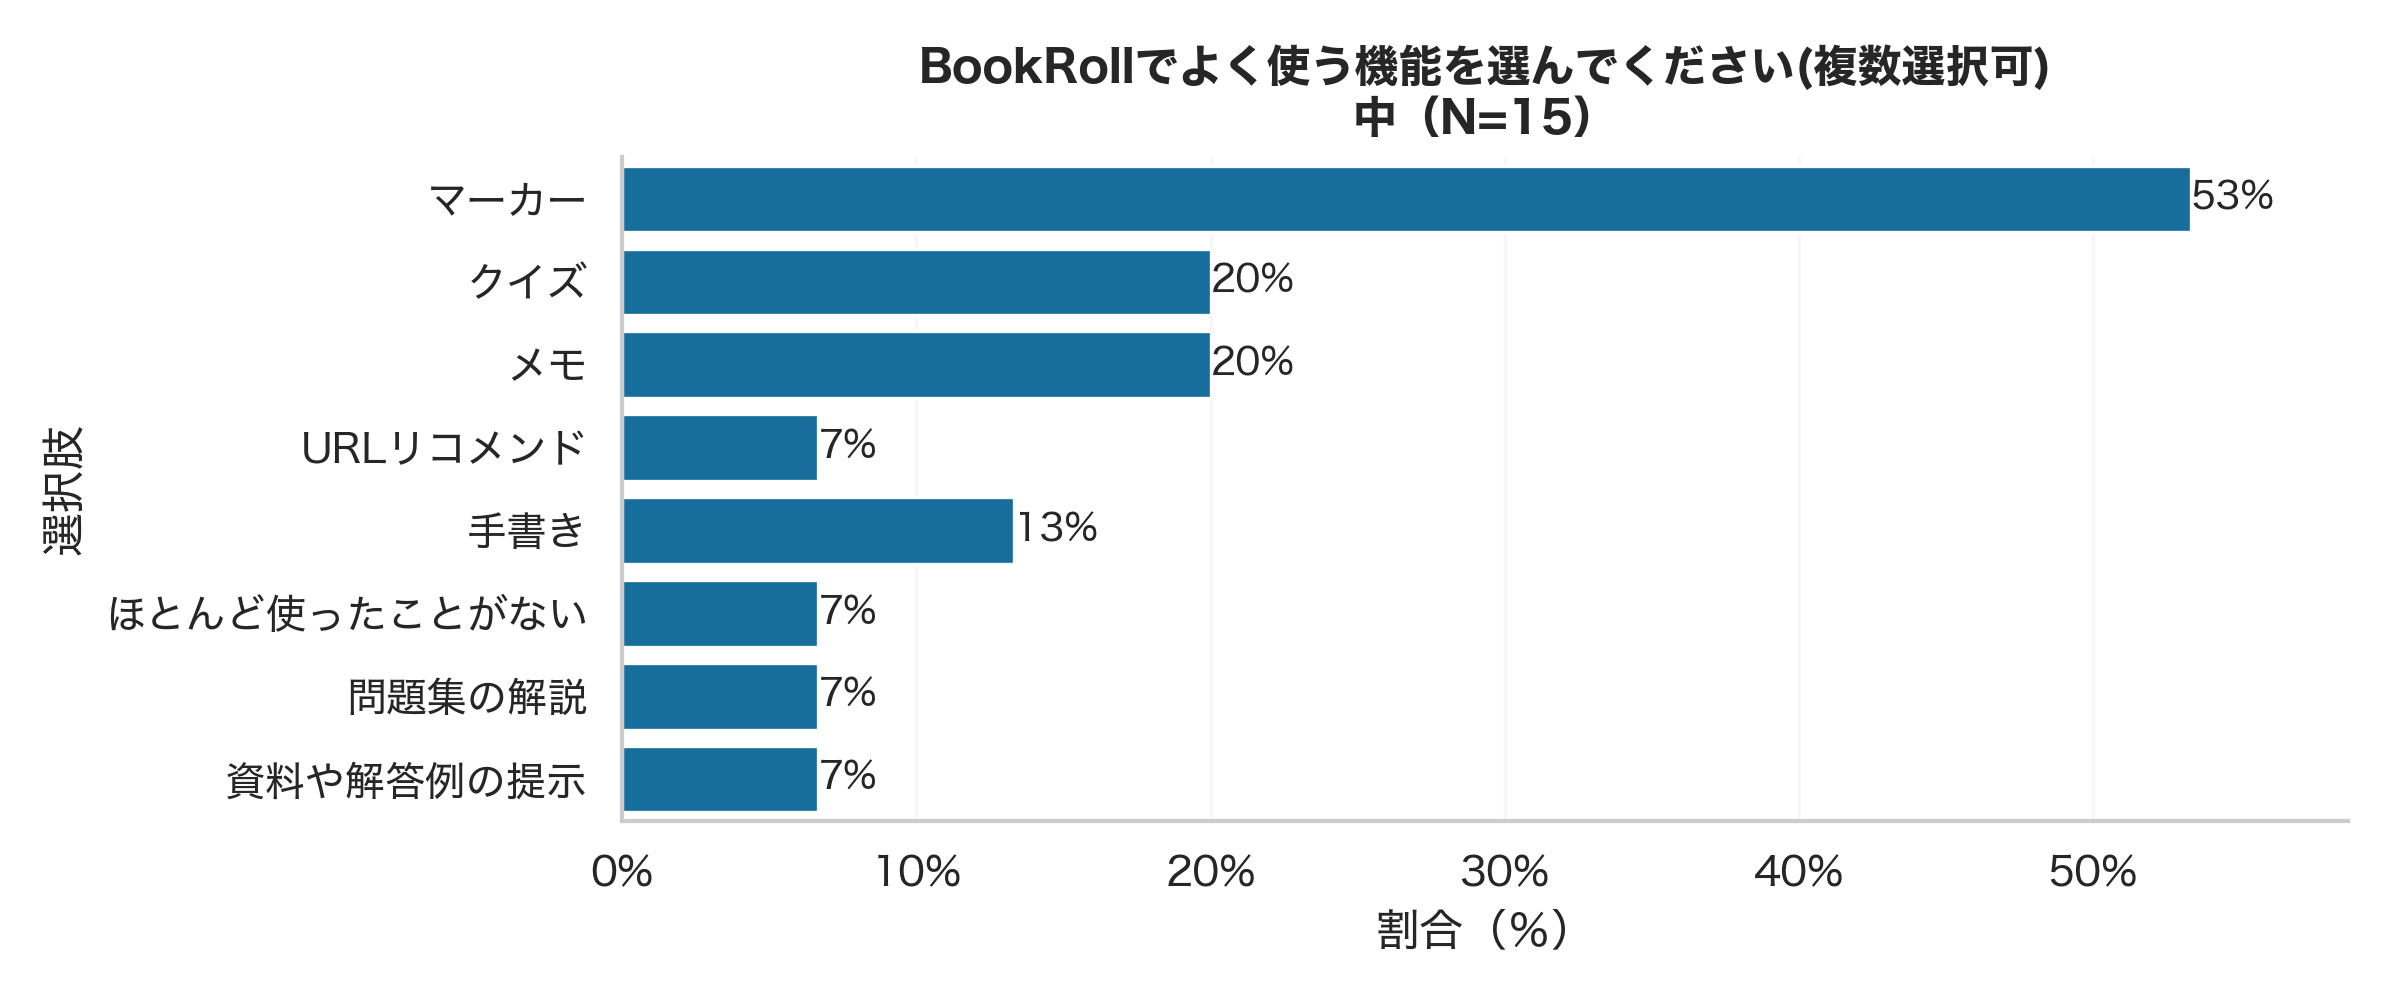 BookRollでよく使う機能を選んでください(複数選択可)
中（N=15）
選択肢
マーカー 53%
クイズ 20%
メモ 20%
URLリコメンド 7%
手書き 13%
ほとんど使ったことがない 7%
問題集の解説 7%
資料や解答例の提示 7%
0% 10% 20% 30% 40% 50%
割合（%）